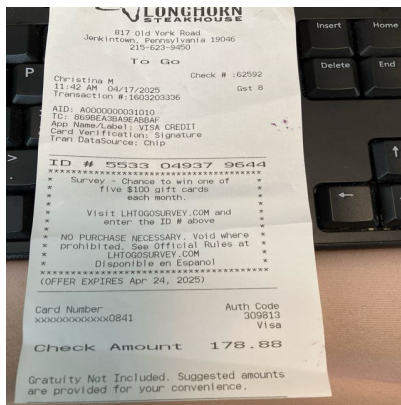 LONGHORN
STEAKHOUSE
817 Old York Road
Jenkintown, Pennsylvania 19046
215-623-9450
To Go
Check # :62592
Christina M
11:42 AM 04/17/2025 Gst 8
Transaction #:1603203336
AID: A0000000031010
TC: 869BEA3BA9EABBAF
App Name/Label: VISA CREDIT
Card Verification: Signature
Tran DataSource: Chip
ID # 5533 04937 9644
Survey - Chance to win one of
five $100 gift cards
each month.
Visit LHTOGOSURVEY.COM and
enter the ID # above
NO PURCHASE NECESSARY. Void where
prohibited. See Official Rules at
LHTOGOSURVEY.COM
Disponible en Espanol
(OFFER EXPIRES Apr 24, 2025)
Card Number Auth Code
xxxxxxxxxxxx0841 309813
Visa
Check Amount 178.88
Gratuity Not Included. Suggested amounts
are provided for your convenience.
Insert Home
Delete End
P
>
↑
←